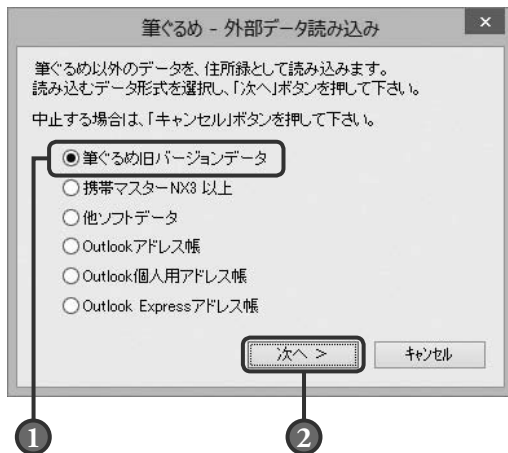 筆ぐるめ - 外部データ読み込み
×
筆ぐるめ以外のデータを、住所録として読み込みます。
読み込むデータ形式を選択し、「次へ」ボタンを押して下さい。
中止する場合は、「キャンセル」ボタンを押して下さい。
筆ぐるめ旧バージョンデータ
携帯マスターNX3 以上
他ソフトデータ
Outlookアドレス帳
Outlook個人用アドレス帳
Outlook Expressアドレス帳
次へ > キャンセル
1 2